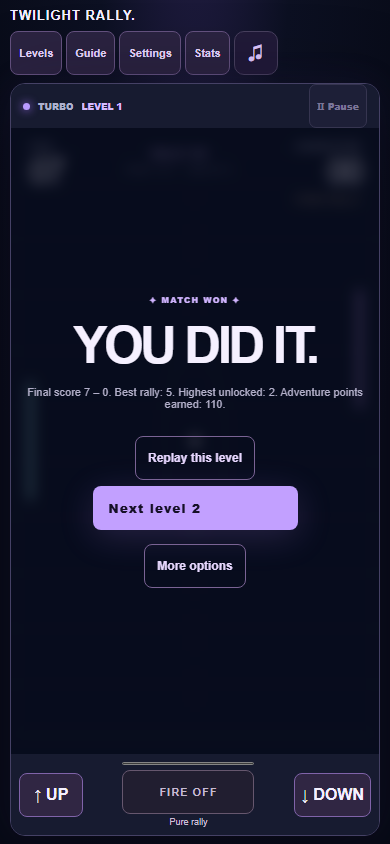 TWILIGHT RALLY.
Levels Guide Settings Stats
TURBO LEVEL 1 Pause
✦ MATCH WON ✦
YOU DID IT.
Final score 7 – 0. Best rally: 5. Highest unlocked: 2. Adventure points
earned: 110.
Replay this level
Next level 2
More options
↑ UP FIRE OFF ↓ DOWN
Pure rally